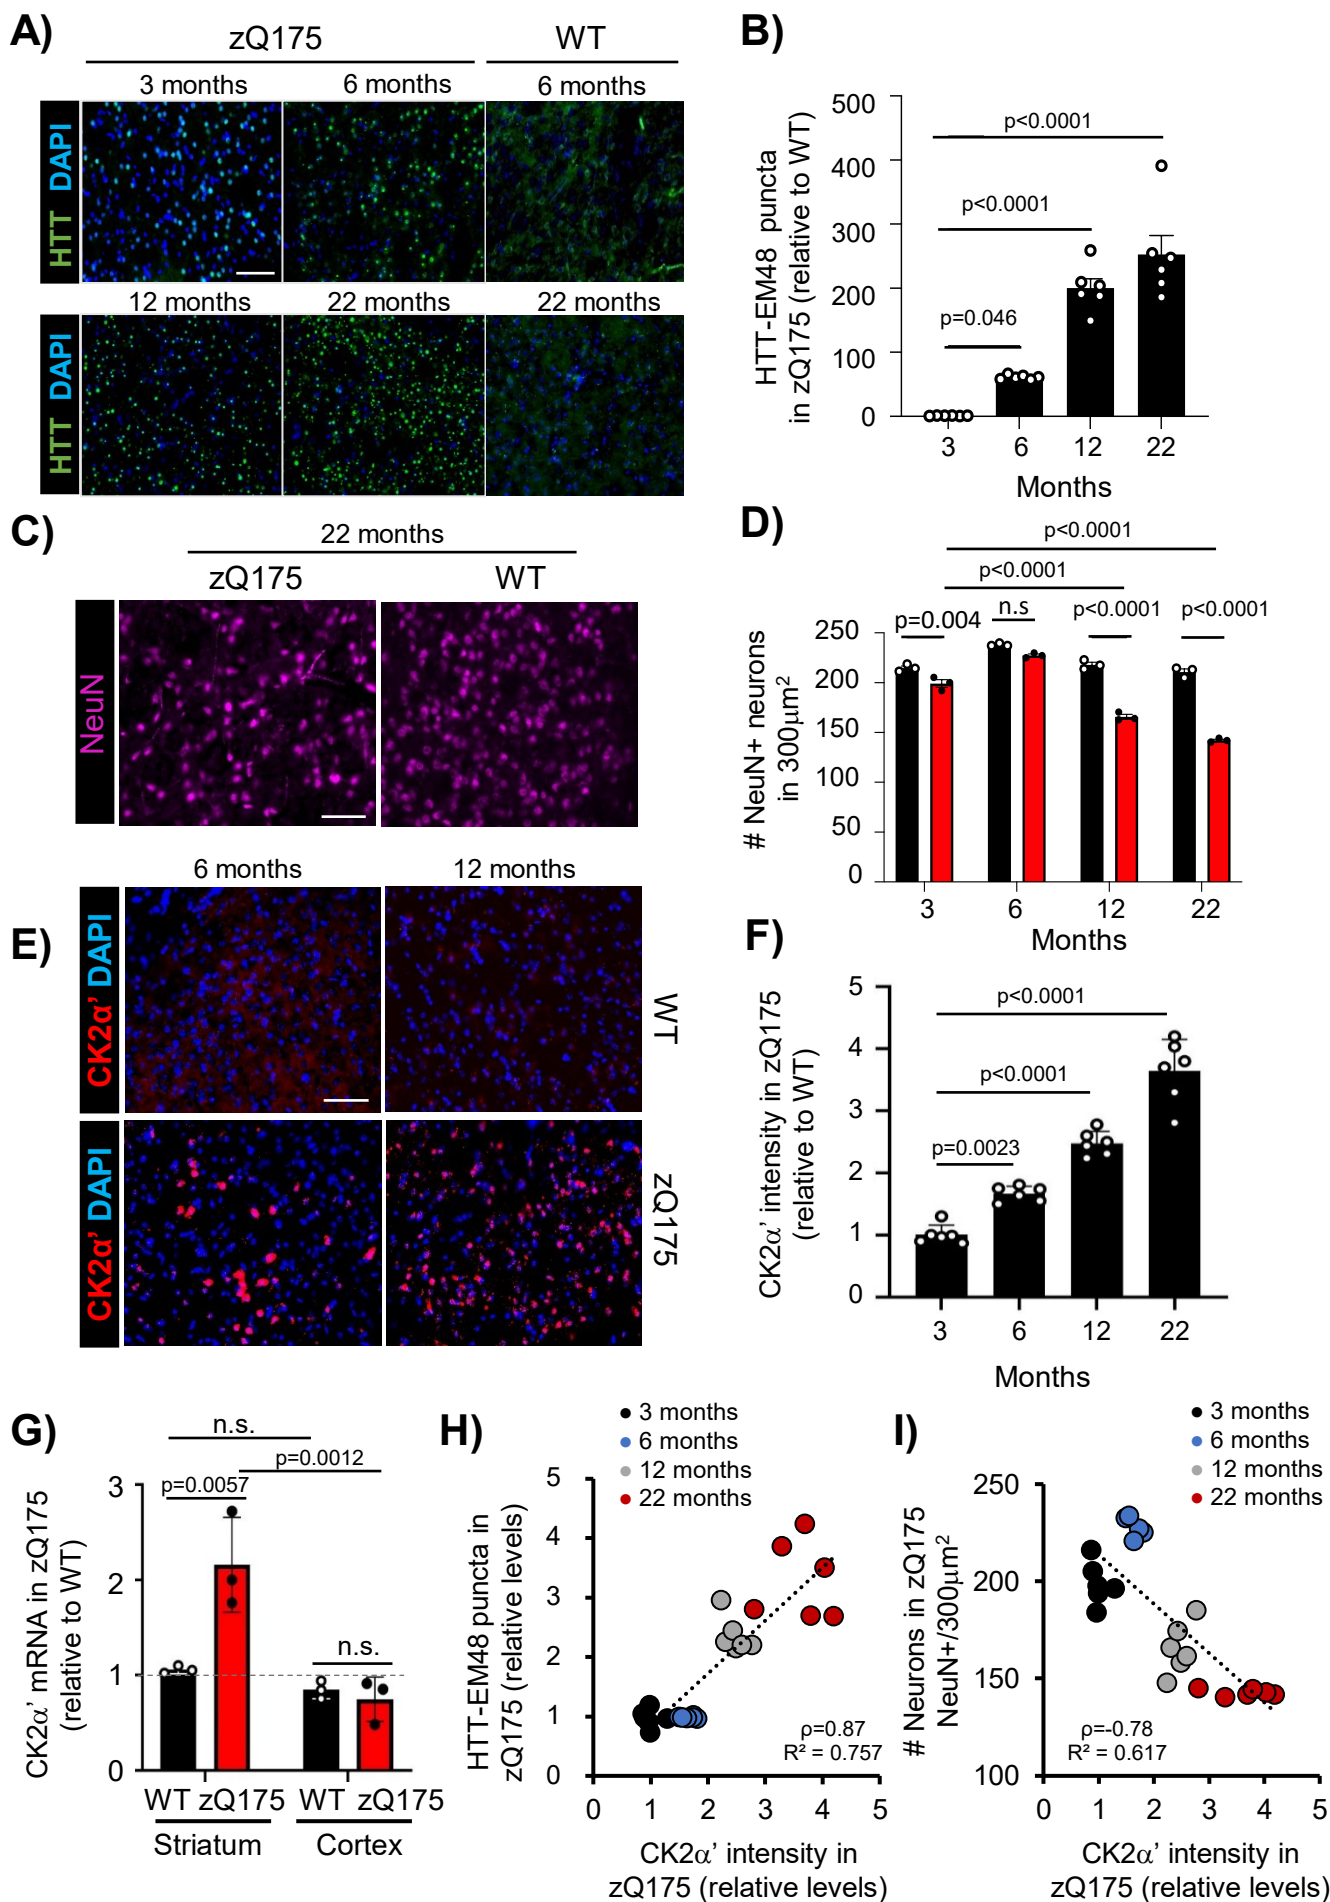 A)
zQ175
WT
3 months
6 months
6 months
HTT DAPI
12 months
22 months
22 months
HTT DAPI
B)
HTT-EM48 puncta
in zQ175 (relative to WT)
500
400
300
200
100
0
p<0.0001
p<0.0001
p=0.046
3
6
12
22
Months
C)
22 months
zQ175
WT
NeuN
D)
# NeuN+ neurons
in 300µm²
p<0.0001
p<0.0001
p=0.004
n.s
p<0.0001
p<0.0001
250
200
150
100
50
0
3
6
12
22
Months
E)
6 months
12 months
CK2α’ DAPI
WT
CK2α’ DAPI
zQ175
F)
CK2α’ intensity in zQ175
(relative to WT)
5
4
3
2
1
0
p<0.0001
p<0.0001
p=0.0023
3
6
12
22
Months
G)
CK2α’ mRNA in zQ175
(relative to WT)
n.s.
p=0.0012
p=0.0057
n.s.
3
2
1
0
WT zQ175
WT zQ175
Striatum
Cortex
H)
3 months
6 months
12 months
22 months
HTT-EM48 puncta in
zQ175 (relative levels)
5
4
3
2
1
0
ρ=0.87
R² = 0.757
0 1 2 3 4 5
CK2α’ intensity in
zQ175 (relative levels)
I)
3 months
6 months
12 months
22 months
# Neurons in zQ175
NeuN+/300µm²
250
200
150
100
ρ=-0.78
R² = 0.617
0 1 2 3 4 5
CK2α’ intensity in
zQ175 (relative levels)